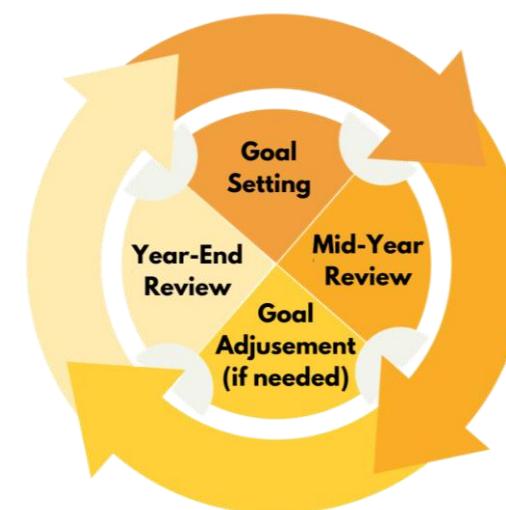 Goal
Setting
Mid-Year
Review
Goal
Adjusement
(if needed)
Year-End
Review